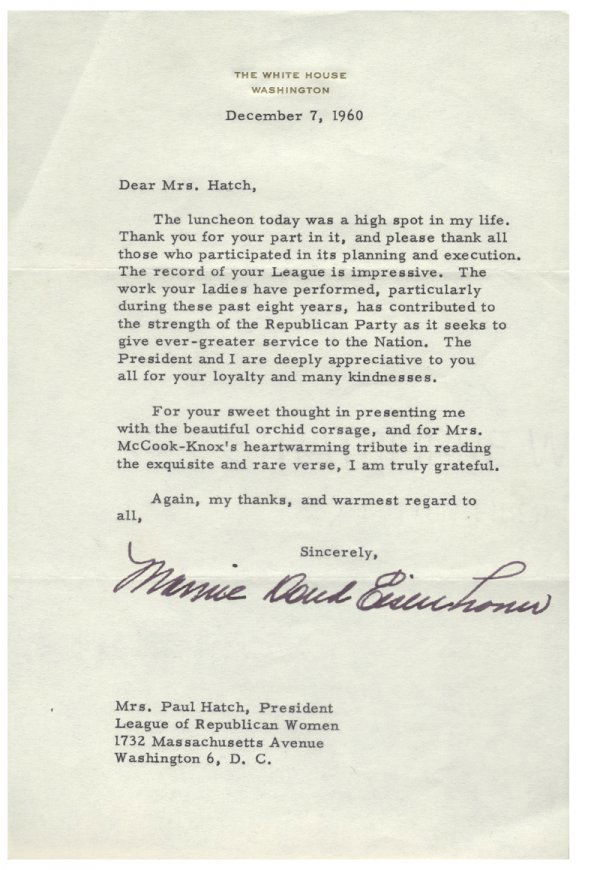 THE WHITE HOUSE
WASHINGTON
December 7, 1960
Dear Mrs. Hatch,
The luncheon today was a high spot in my life.
Thank you for your part in it, and please thank all
those who participated in its planning and execution.
The record of your League is impressive. The
work your ladies have performed, particularly
during these past eight years, has contributed to
the strength of the Republican Party as it seeks to
give ever-greater service to the Nation. The
President and I are deeply appreciative to you
all for your loyalty and many kindnesses.
For your sweet thought in presenting me
with the beautiful orchid corsage, and for Mrs.
McCook-Knox's heartwarming tribute in reading
the exquisite and rare verse, I am truly grateful.
Again, my thanks, and warmest regard to
all,
Sincerely,
Mamie Doud Eisenhower
Mrs. Paul Hatch, President
League of Republican Women
1732 Massachusetts Avenue
Washington 6, D. C.